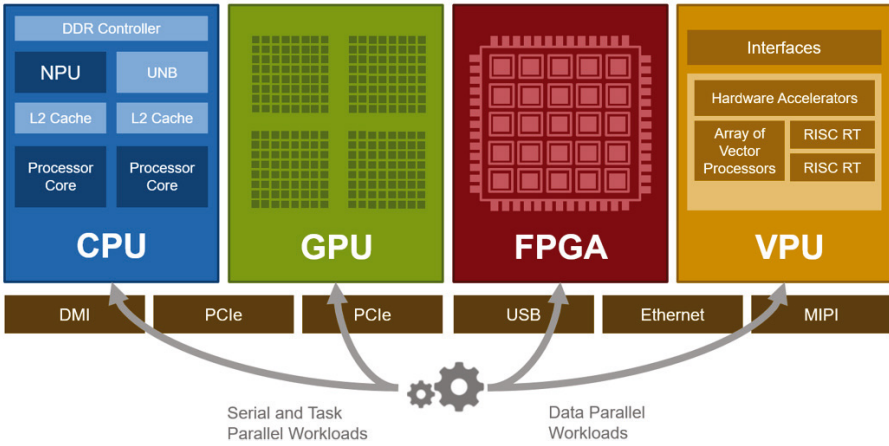 DDR Controller
NPU
UNB
L2 Cache
L2 Cache
Processor
Core
Processor
Core
CPU
GPU
FPGA
Interfaces
Hardware Accelerators
Array of
Vector
Processors
RISC RT
RISC RT
VPU
DMI
PCIe
PCIe
USB
Ethernet
MIPI
Serial and Task
Parallel Workloads
Data Parallel
Workloads